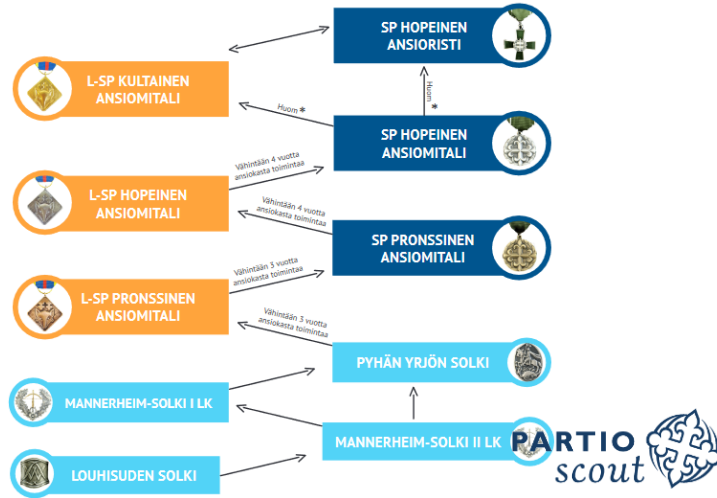 SP HOPEINEN
ANSIORISTI
L-SP KULTAINEN
ANSIOMITALI
Huom *
Huom *
SP HOPEINEN
ANSIOMITALI
Vähintään 4 vuotta
ansiokasta toimintaa
L-SP HOPEINEN
ANSIOMITALI
Vähintään 4 vuotta
ansiokasta toimintaa
SP PRONSSINEN
ANSIOMITALI
Vähintään 3 vuotta
ansiokasta toimintaa
L-SP PRONSSINEN
ANSIOMITALI
Vähintään 3 vuotta
ansiokasta toimintaa
PYHÄN YRJÖN SOLKI
MANNERHEIM-SOLKI I LK
MANNERHEIM-SOLKI II LK
LOUHISUDEN SOLKI
PARTIO
scout